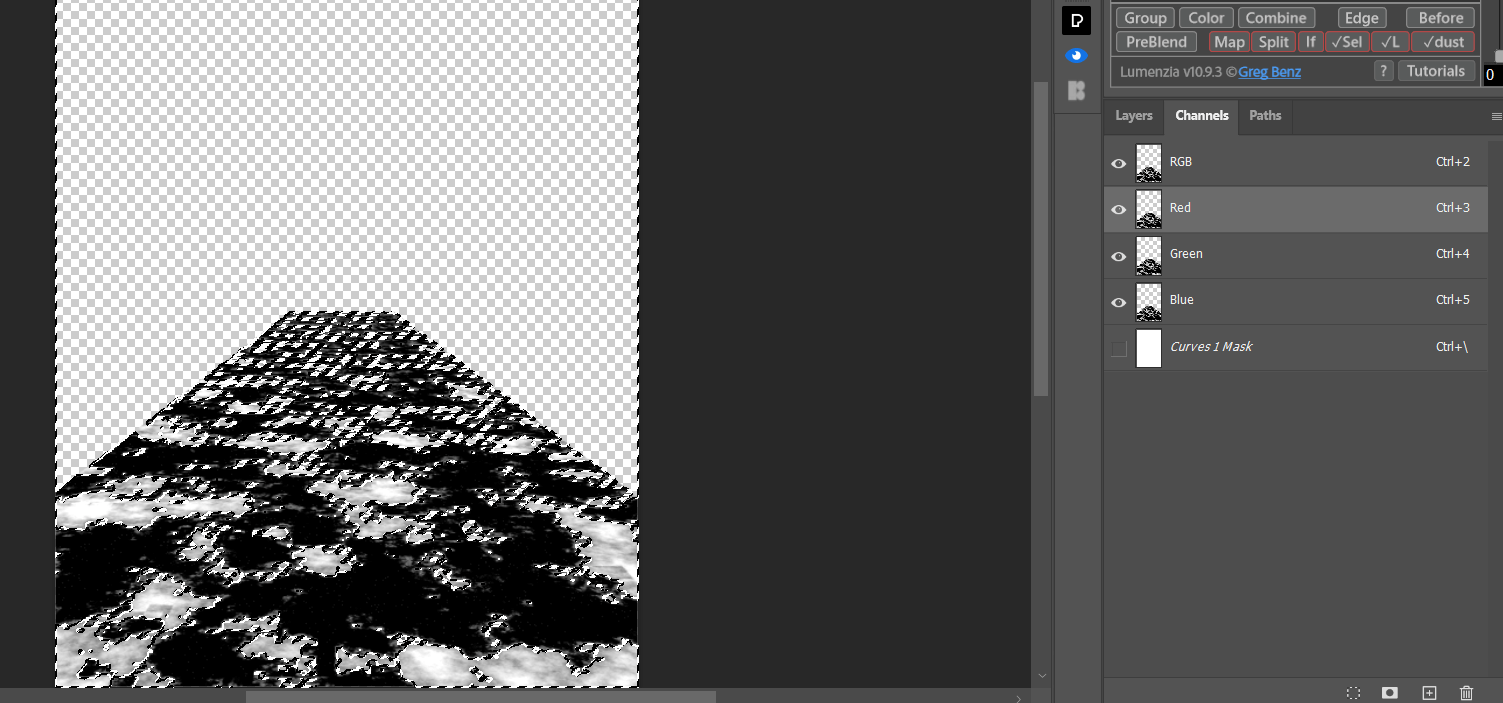 Group Color Combine Edge Before
PreBlend Map Split If ✓Sel ✓L ✓dust
Lumenzia v10.9.3 © Greg Benz ? Tutorials
0
Layers Channels Paths
RGB Ctrl+2
Red Ctrl+3
Green Ctrl+4
Blue Ctrl+5
Curves 1 Mask Ctrl+\